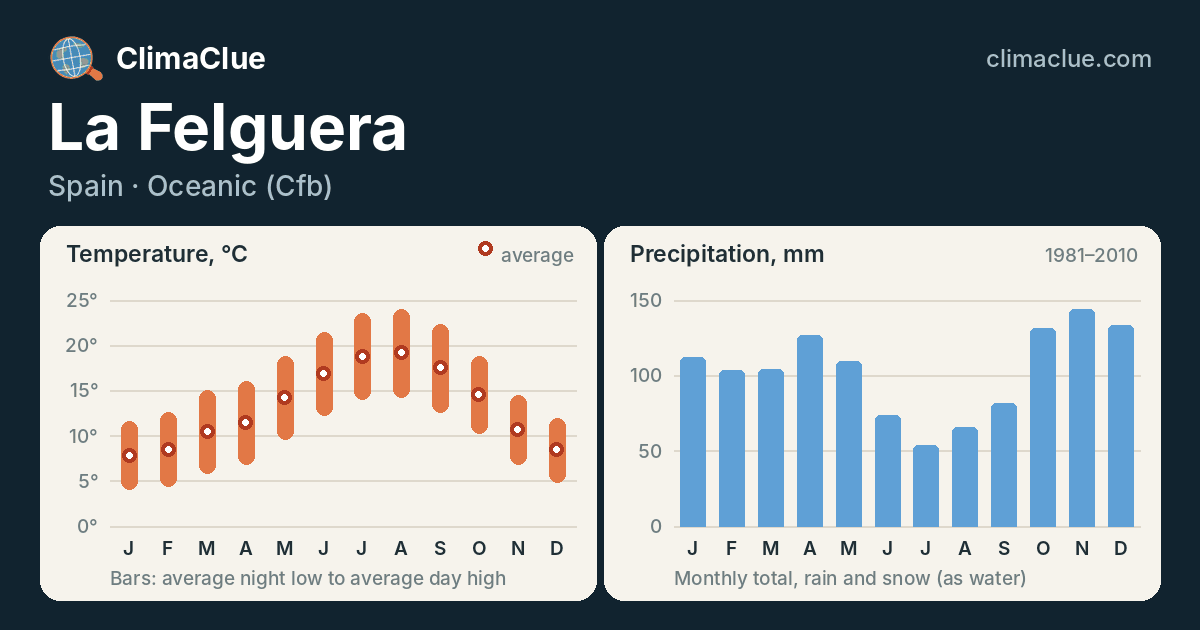 ClimaClue
climaclue.com
La Felguera
Spain · Oceanic (Cfb)
Temperature, °C
average
25°
20°
15°
10°
5°
0°
J F M A M J J A S O N D
Bars: average night low to average day high
Precipitation, mm
1981–2010
150
100
50
0
J F M A M J J A S O N D
Monthly total, rain and snow (as water)